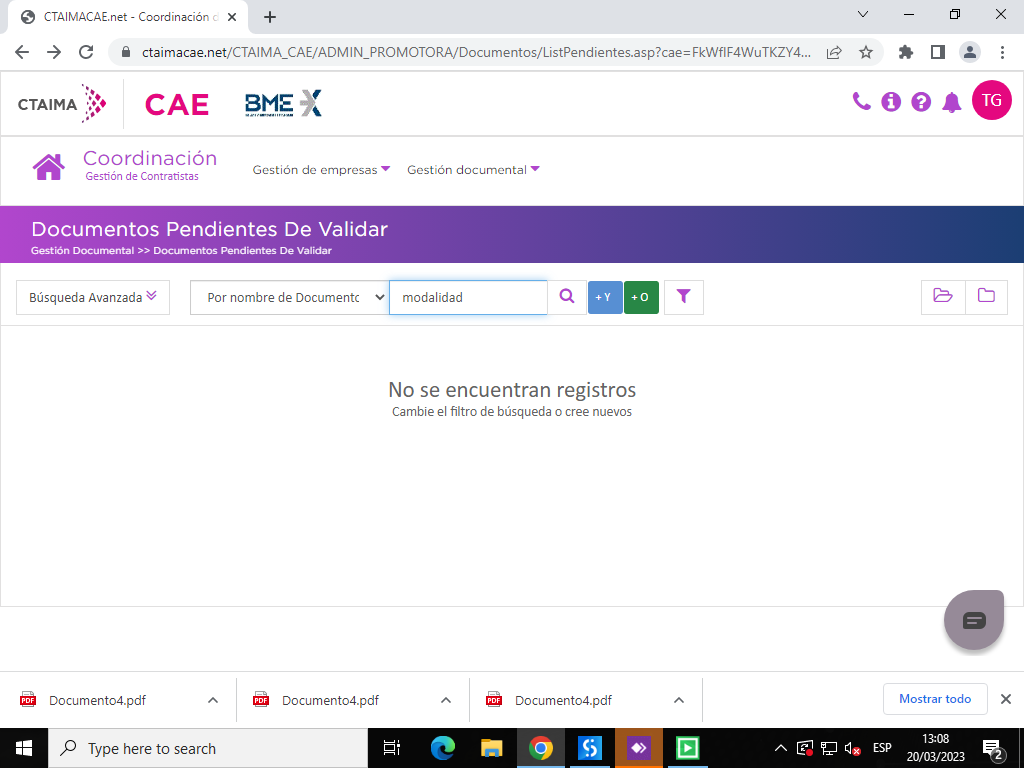 CTAIMACAE.net - Coordinación d
ctaimacae.net/CTAIMA_CAE/ADMIN_PROMOTORA/Documentos/ListPendientes.asp?cae=FkWflF4WuTKZY4...
CTAIMA
CAE
BME X
TG
Coordinación
Gestión de Contratistas
Gestión de empresas
Gestión documental
Documentos Pendientes De Validar
Gestión Documental >> Documentos Pendientes De Validar
Búsqueda Avanzada
Por nombre de Documento
modalidad
+ Y
+ O
No se encuentran registros
Cambie el filtro de búsqueda o cree nuevos
Documento4.pdf
Documento4.pdf
Documento4.pdf
Mostrar todo
Type here to search
ESP
13:08
20/03/2023
2